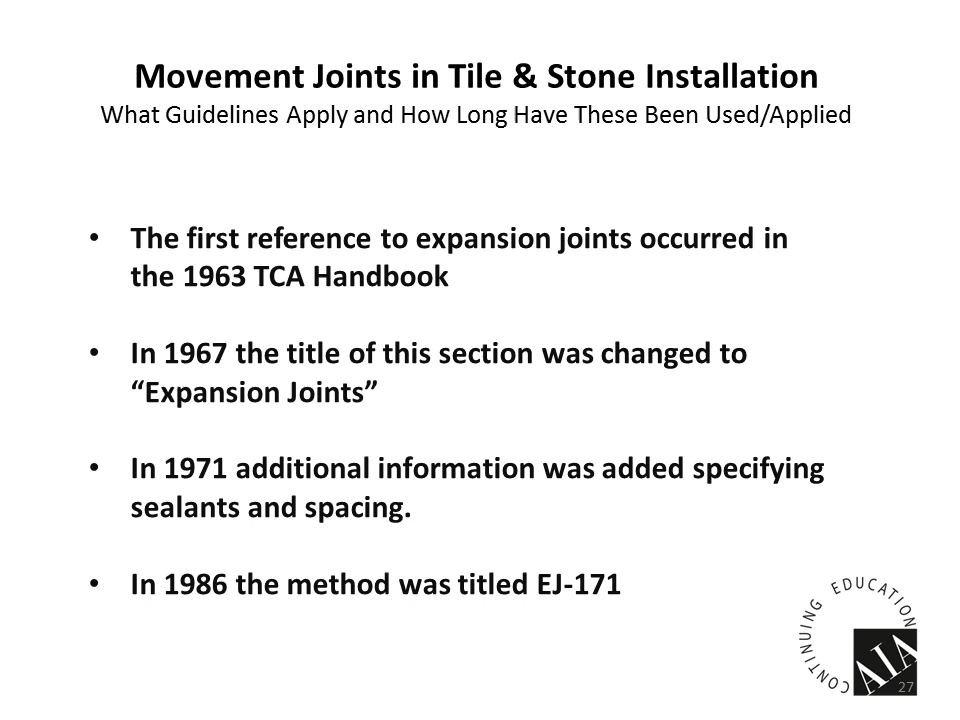 Movement Joints in Tile & Stone Installation
What Guidelines Apply and How Long Have These Been Used/Applied
• The first reference to expansion joints occurred in
the 1963 TCA Handbook
• In 1967 the title of this section was changed to
“Expansion Joints”
• In 1971 additional information was added specifying
sealants and spacing.
• In 1986 the method was titled EJ-171
CONTINUING EDUCATION
AIA
27